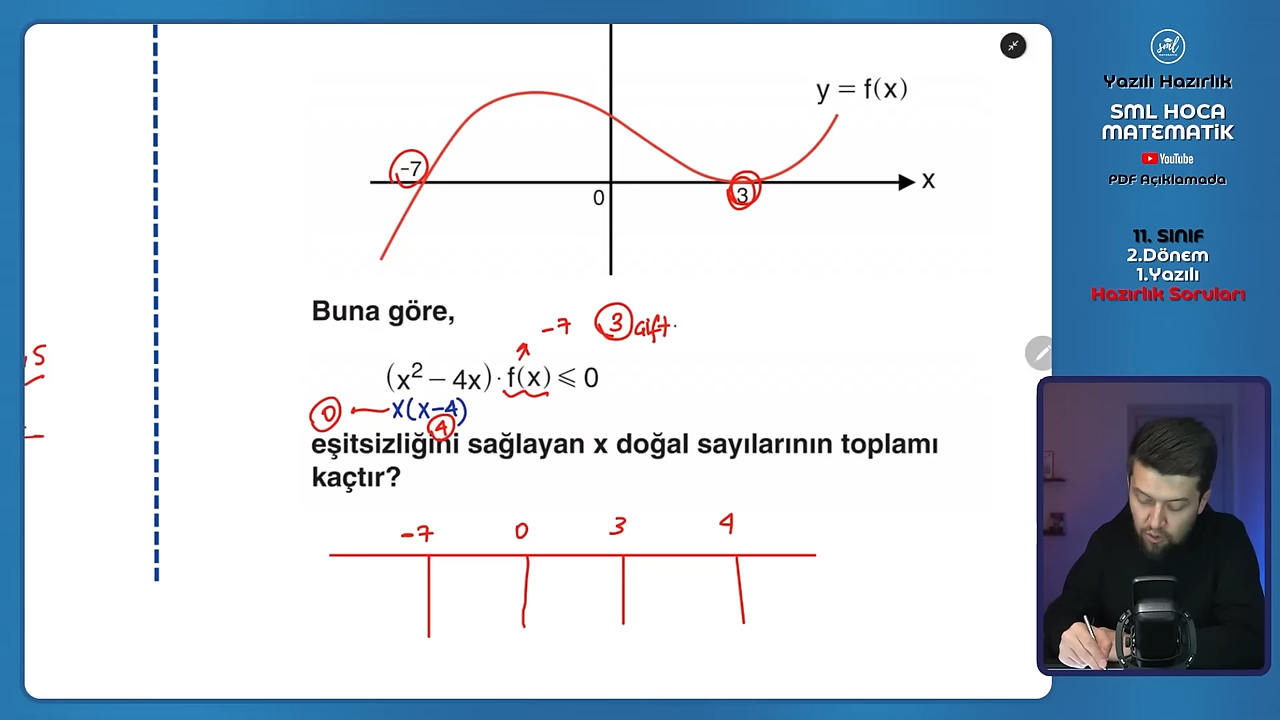 y = f(x)
-7
x
0
3
Buna göre,
-7 3 çift.
(x² – 4x) · f(x) ⩽ 0
0 x(x-4)
4
eşitsizliğini sağlayan x doğal sayılarının toplamı
kaçtır?
-7 0 3 4
,5
sml
Yazılı Hazırlık
SML HOCA
MATEMATİK
YouTube
PDF Açıklamada
11. SINIF
2.Dönem
1.Yazılı
Hazırlık Soruları